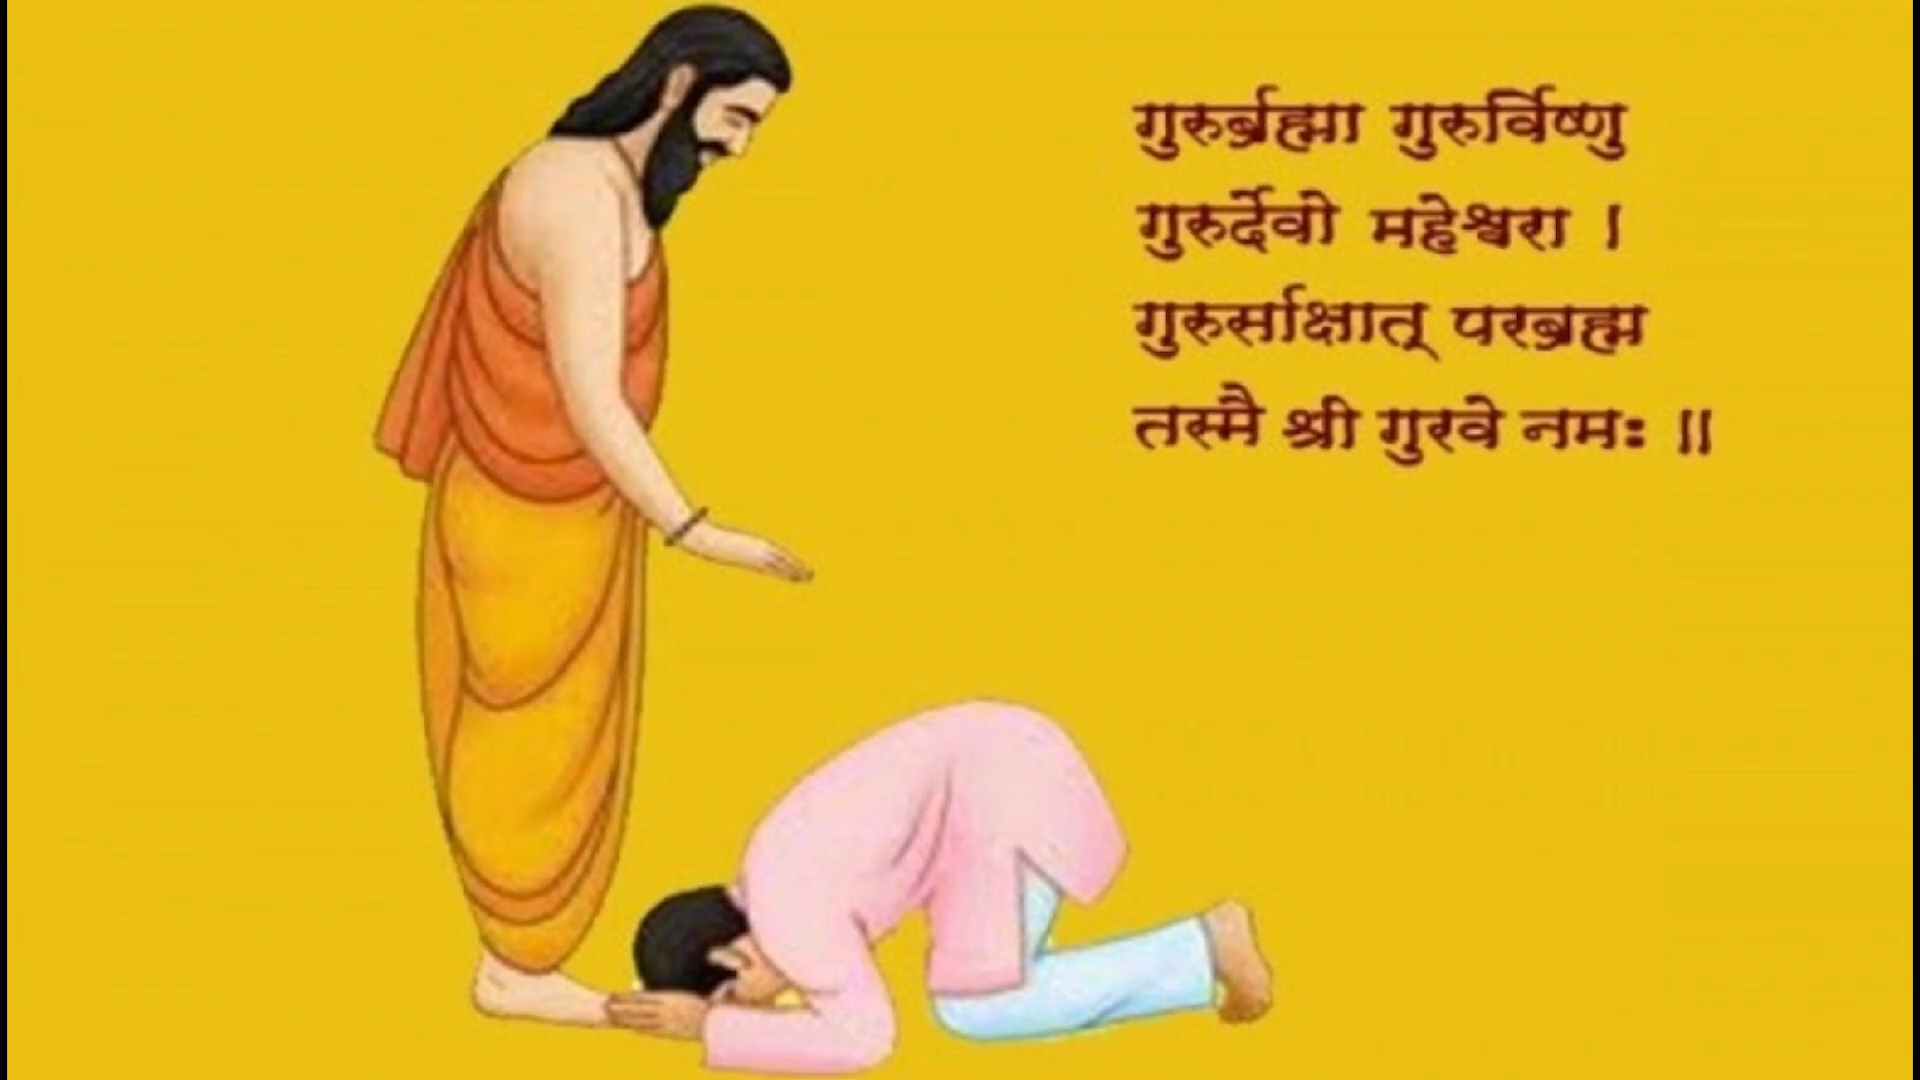 गुरुर्ब्रह्मा गुरुर्विष्णु
गुरुर्देवो महेश्वरा ।
गुरुर्साक्षात् परब्रह्म
तस्मै श्री गुरवे नमः ॥